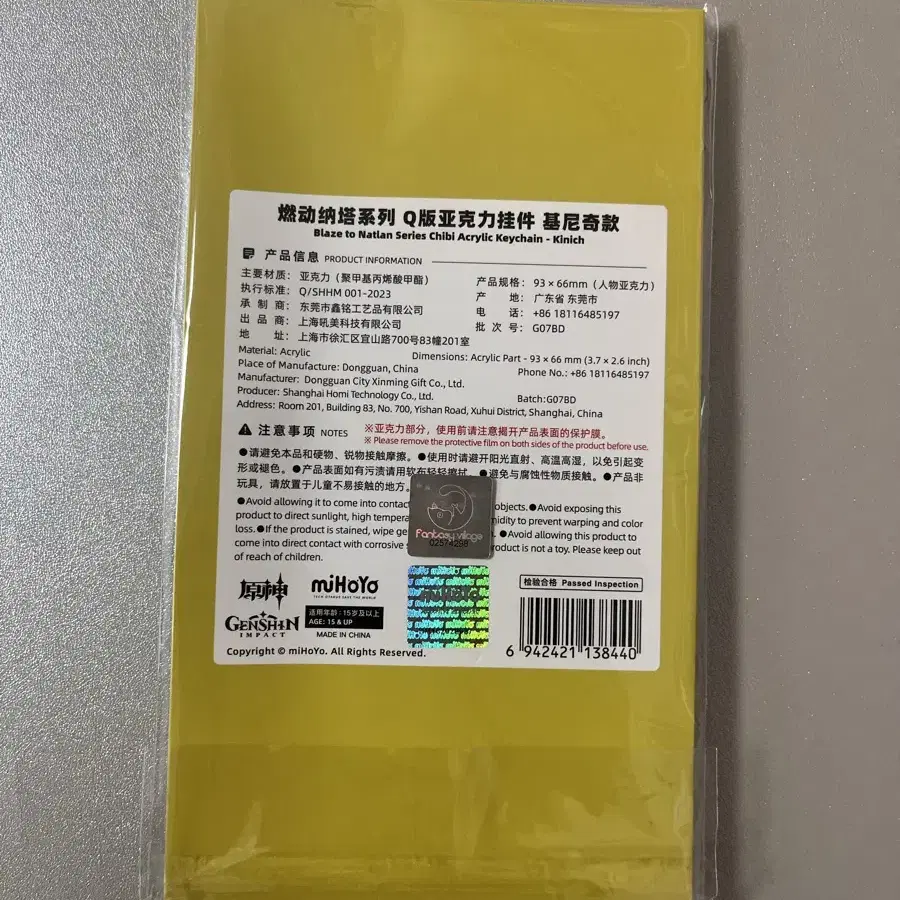 燃动纳塔系列 Q版亚克力挂件 基尼奇款
Blaze to Natlan Series Chibi Acrylic Keychain - Kinich
产品信息 PRODUCT INFORMATION
主要材质： 亚克力（聚甲基丙烯酸甲酯）
执行标准： Q/SHHM 001-2023
承制商： 东莞市鑫铭工艺品有限公司
出品商： 上海吼美科技有限公司
地址： 上海市徐汇区宜山路700号83幢201室
产品规格： 93×66mm（人物亚克力）
产地： 广东省 东莞市
电话： +86 18116485197
批次号： G07BD
Material: Acrylic
Dimensions: Acrylic Part - 93 × 66 mm (3.7 × 2.6 inch)
Place of Manufacture: Dongguan, China
Phone No.: +86 18116485197
Manufacturer: Dongguan City Xinming Gift Co., Ltd.
Producer: Shanghai Homi Technology Co., Ltd.
Batch:G07BD
Address: Room 201, Building 83, No. 700, Yishan Road, Xuhui District, Shanghai, China
注意事项 NOTES
※亚克力部分，使用前请注意揭开产品表面的保护膜。
※ Please remove the protective film on both sides of the product before use.
●请避免本品和硬物、锐物接触摩擦。●使用时请避开阳光直射、高温高湿，以免引起变
形或褪色。●产品表面如有污渍请用软布轻轻擦拭。●避免与腐蚀性物质接触。●产品非
玩具，请放置于儿童不易接触的地方。
●Avoid allowing it to come into contac objects. ●Avoid exposing this
product to direct sunlight, high tempera midity to prevent warping and color
loss. ●If the product is stained, wipe ge ●Avoid allowing this product to
come into direct contact with corrosive roduct is not a toy. Please keep out
of reach of children.
Fantasy village
02574298
miHoYo
原神
GENSHIN
IMPACT
miHoYo
TECH OTAKUS SAVE THE WORLD
适用年龄：15岁及以上
AGE: 15 & UP
MADE IN CHINA
检验合格 Passed Inspection
6 942421 138440
Copyright © miHoYo. All Rights Reserved.